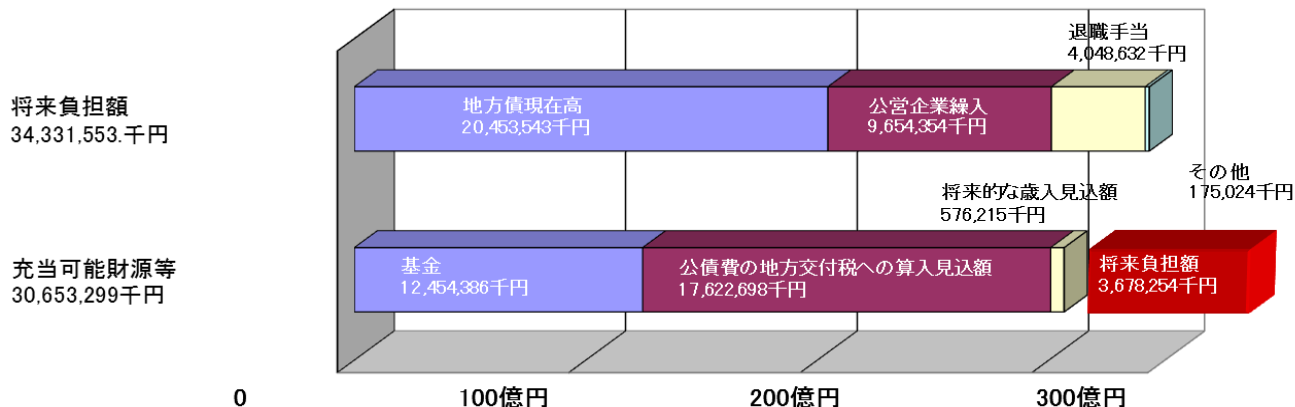 退職手当
4,048,632千円
将来負担額
34,331,553.千円
地方債現在高
20,453,543千円
公営企業繰入
9,654,354千円
その他
175,024千円
将来的な歳入見込額
576,215千円
充当可能財源等
30,653,299千円
基金
12,454,386千円
公債費の地方交付税への算入見込額
17,622,698千円
将来負担額
3,678,254千円
0 100億円 200億円 300億円